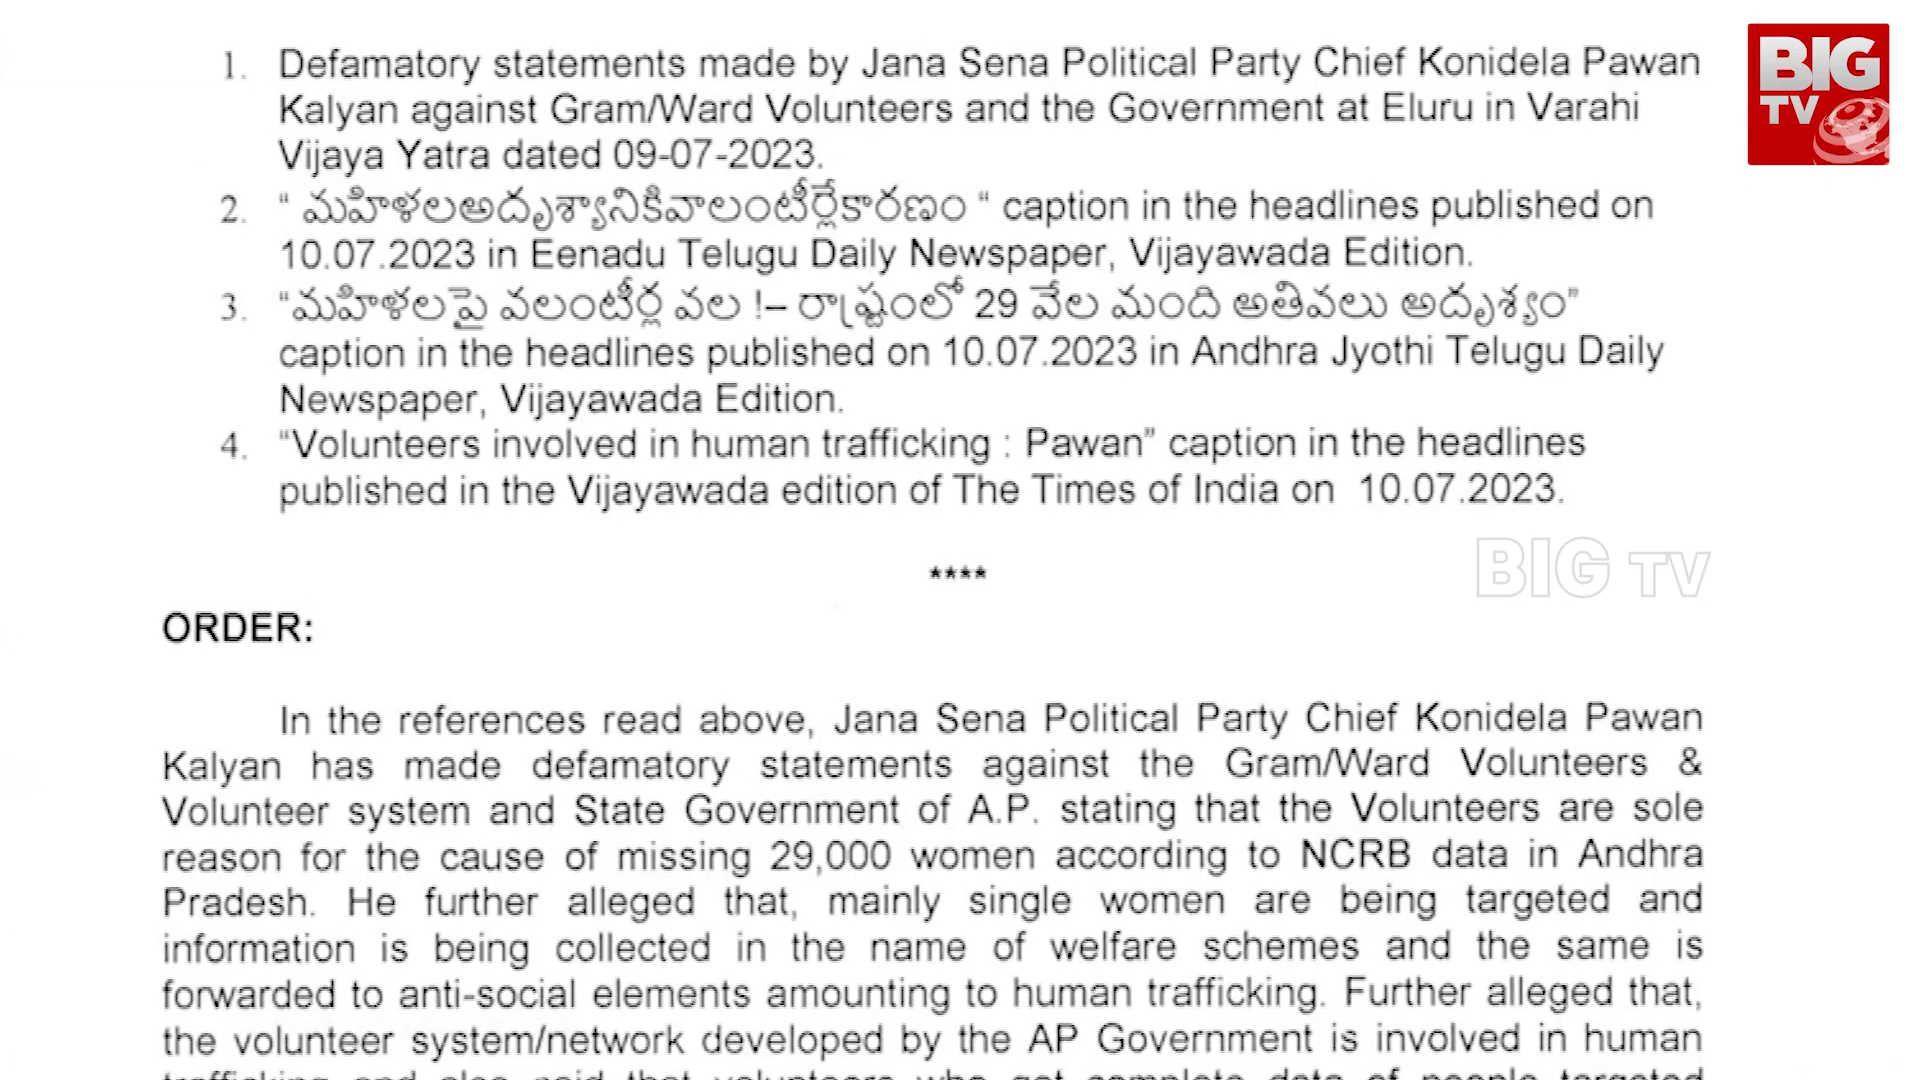 BIG
TV
1. Defamatory statements made by Jana Sena Political Party Chief Konidela Pawan
Kalyan against Gram/Ward Volunteers and the Government at Eluru in Varahi
Vijaya Yatra dated 09-07-2023.
2. “ మహిళలఅదృశ్యానికివాలంటీర్లేకారణం “ caption in the headlines published on
10.07.2023 in Eenadu Telugu Daily Newspaper, Vijayawada Edition.
3. “మహిళలపై వలంటీర్ల వల !– రాష్ట్రంలో 29 వేల మంది అతివలు అదృశ్యం”
caption in the headlines published on 10.07.2023 in Andhra Jyothi Telugu Daily
Newspaper, Vijayawada Edition.
4. “Volunteers involved in human trafficking : Pawan” caption in the headlines
published in the Vijayawada edition of The Times of India on 10.07.2023.
BIG TV
****
ORDER:
In the references read above, Jana Sena Political Party Chief Konidela Pawan
Kalyan has made defamatory statements against the Gram/Ward Volunteers &
Volunteer system and State Government of A.P. stating that the Volunteers are sole
reason for the cause of missing 29,000 women according to NCRB data in Andhra
Pradesh. He further alleged that, mainly single women are being targeted and
information is being collected in the name of welfare schemes and the same is
forwarded to anti-social elements amounting to human trafficking. Further alleged that,
the volunteer system/network developed by the AP Government is involved in human